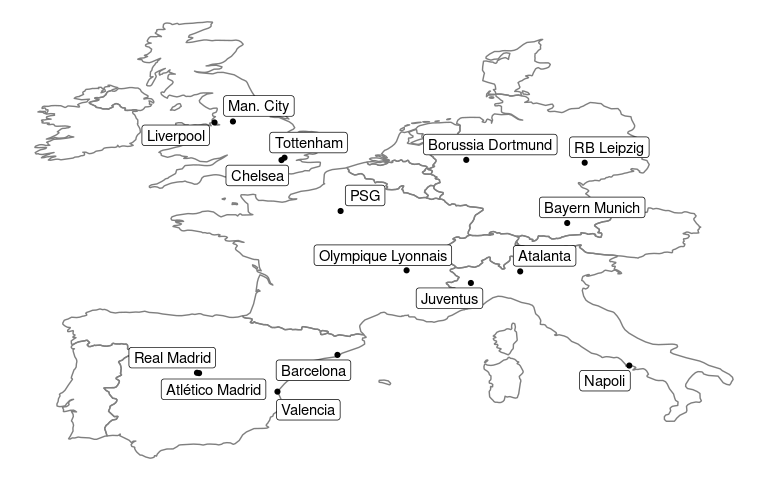 Man. City
Liverpool
Tottenham
Borussia Dortmund
RB Leipzig
Chelsea
PSG
Bayern Munich
Olympique Lyonnais
Atalanta
Juventus
Real Madrid
Barcelona
Napoli
Atlético Madrid
Valencia